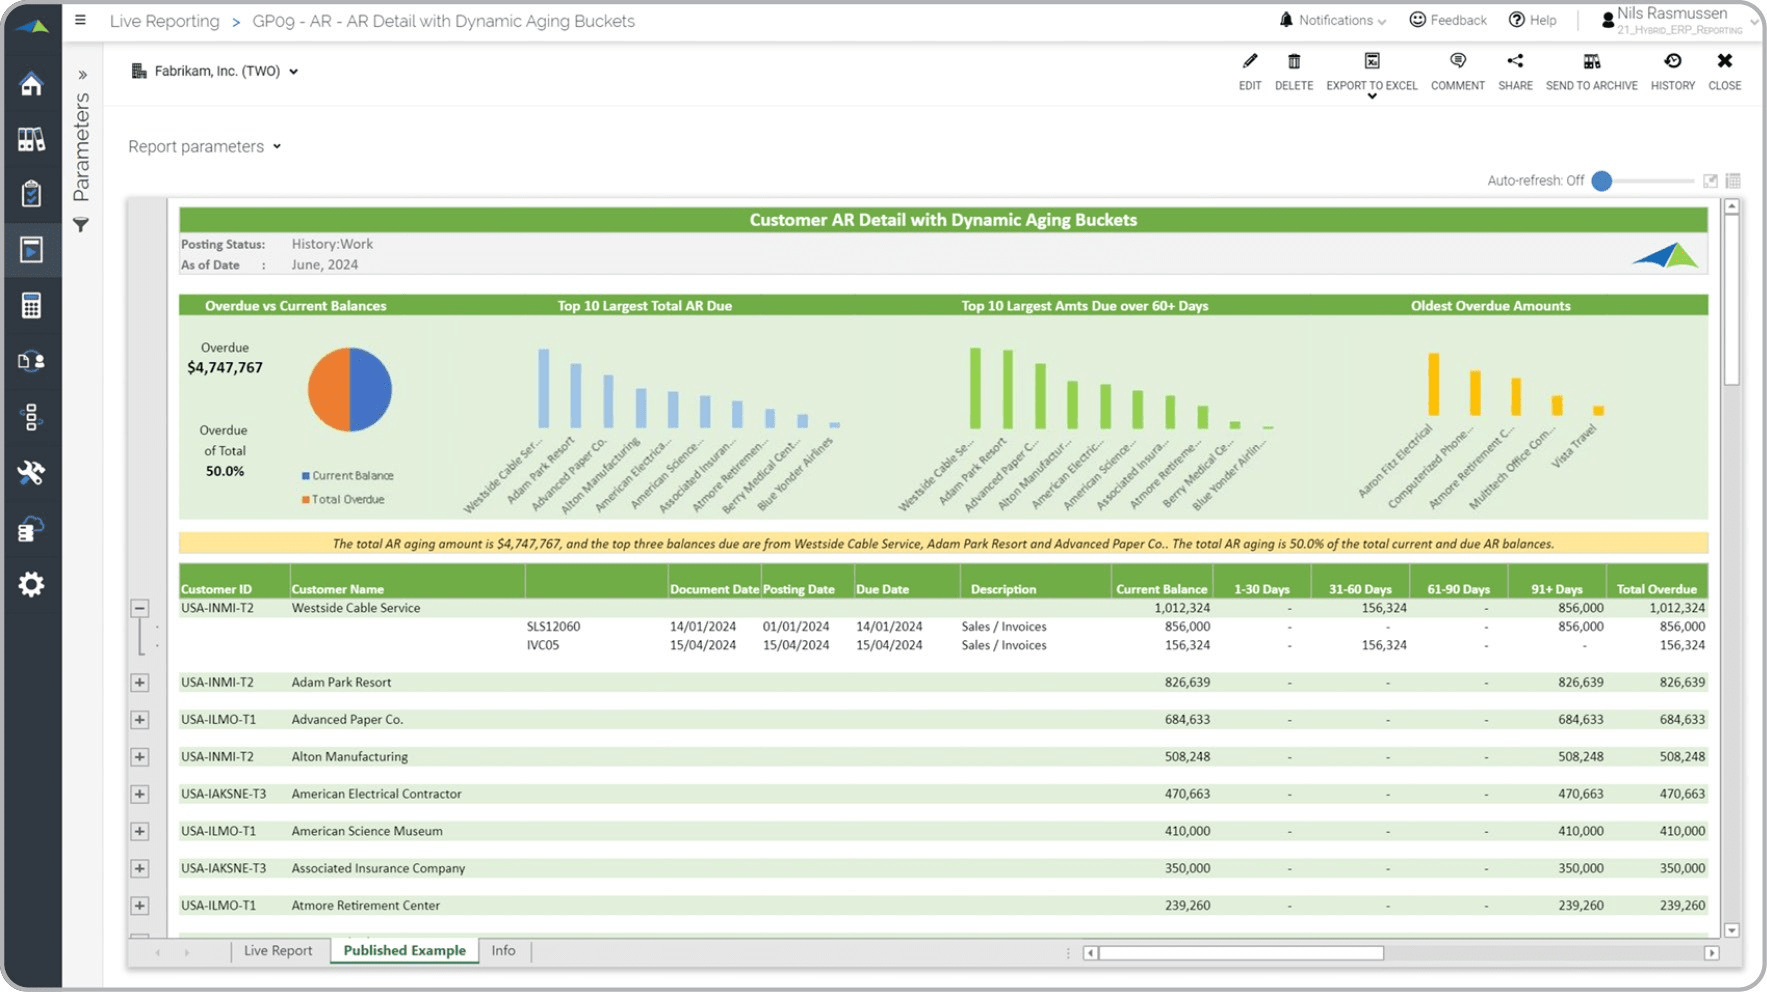 Live Reporting > GP09 - AR - AR Detail with Dynamic Aging Buckets
Notifications Feedback Help Nils Rasmussen
21_Hybrid_ERP_Reporting
» Parameters
Fabrikam, Inc. (TWO)
EDIT DELETE EXPORT TO EXCEL COMMENT SHARE SEND TO ARCHIVE HISTORY CLOSE
Report parameters
Auto-refresh: Off
Customer AR Detail with Dynamic Aging Buckets
Posting Status: History:Work
As of Date : June, 2024
Overdue vs Current Balances Top 10 Largest Total AR Due Top 10 Largest Amts Due over 60+ Days Oldest Overdue Amounts
Overdue
$4,747,767
Overdue
of Total
50.0%
Current Balance
Total Overdue
Westside Cable Ser...
Adam Park Resort
Advanced Paper Co.
Alton Manufacturing
American Electrica...
American Science...
Associated Insuran...
Atmore Retiremen...
Berry Medical Cent...
Blue Yonder Airlines
Westside Cable Se...
Adam Park Resort
Advanced Paper C...
Alton Manufactur...
American Electric...
American Science...
Associated Insura...
Atmore Retireme...
Berry Medical Ce...
Blue Yonder Airlin...
Aaron Fitz Electrical
Computerized Phone...
Atmore Retirement C...
Multitech Office Com...
Vista Travel
The total AR aging amount is $4,747,767, and the top three balances due are from Westside Cable Service, Adam Park Resort and Advanced Paper Co.. The total AR aging is 50.0% of the total current and due AR balances.
Customer ID Customer Name Document Date Posting Date Due Date Description Current Balance 1-30 Days 31-60 Days 61-90 Days 91+ Days Total Overdue
USA-INMI-T2 Westside Cable Service 1,012,324 - 156,324 - 856,000 1,012,324
SLS12060 14/01/2024 01/01/2024 14/01/2024 Sales / Invoices 856,000 - - - 856,000 856,000
IVC05 15/04/2024 15/04/2024 15/04/2024 Sales / Invoices 156,324 - 156,324 - - 156,324
USA-INMI-T2 Adam Park Resort 826,639 - - - 826,639 826,639
USA-ILMO-T1 Advanced Paper Co. 684,633 - - - 684,633 684,633
USA-INMI-T2 Alton Manufacturing 508,248 - - - 508,248 508,248
USA-IAKSNE-T3 American Electrical Contractor 470,663 - - - 470,663 470,663
USA-ILMO-T1 American Science Museum 410,000 - - - 410,000 410,000
USA-IAKSNE-T3 Associated Insurance Company 350,000 - - - 350,000 350,000
USA-ILMO-T1 Atmore Retirement Center 239,260 - - - 239,260 239,260
Live Report Published Example Info